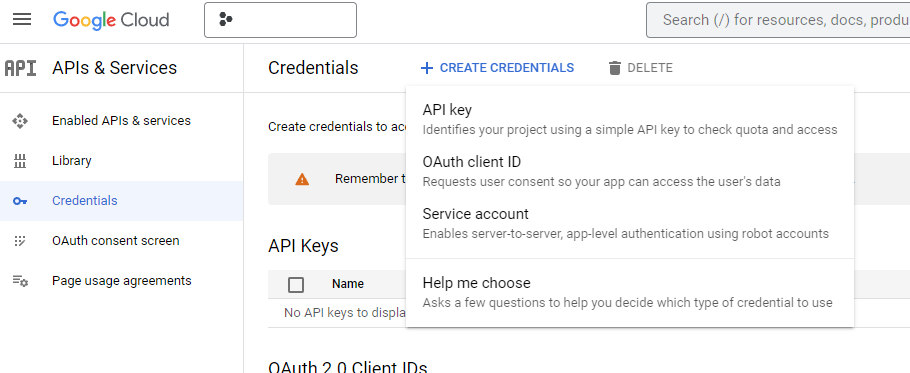 Google Cloud
Search (/) for resources, docs, produ
API APIs & Services
Credentials
+ CREATE CREDENTIALS
DELETE
Enabled APIs & services
Library
Credentials
OAuth consent screen
Page usage agreements
Create credentials to acc
Remember t
API key
Identifies your project using a simple API key to check quota and access
OAuth client ID
Requests user consent so your app can access the user's data
Service account
Enables server-to-server, app-level authentication using robot accounts
Help me choose
Asks a few questions to help you decide which type of credential to use
API Keys
Name
No API keys to displa
OAuth 2.0 Client IDs